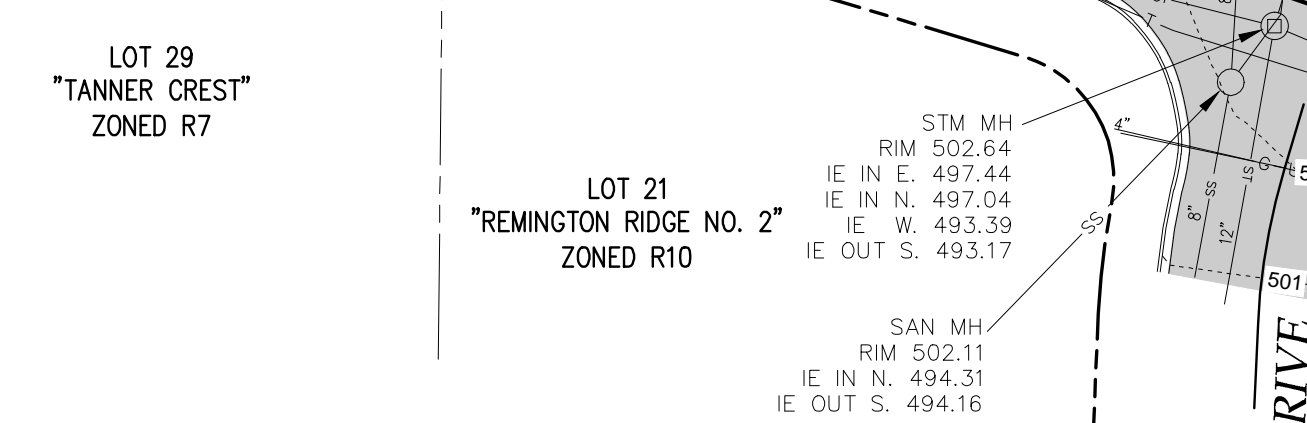 LOT 29
"TANNER CREST"
ZONED R7
LOT 21
"REMINGTON RIDGE NO. 2"
ZONED R10
STM MH
RIM 502.64
IE IN E. 497.44
IE IN N. 497.04
IE W. 493.39
IE OUT S. 493.17
SAN MH
RIM 502.11
IE IN N. 494.31
IE OUT S. 494.16
SS
4"
8" SS
12" ST
G
501
RIVE